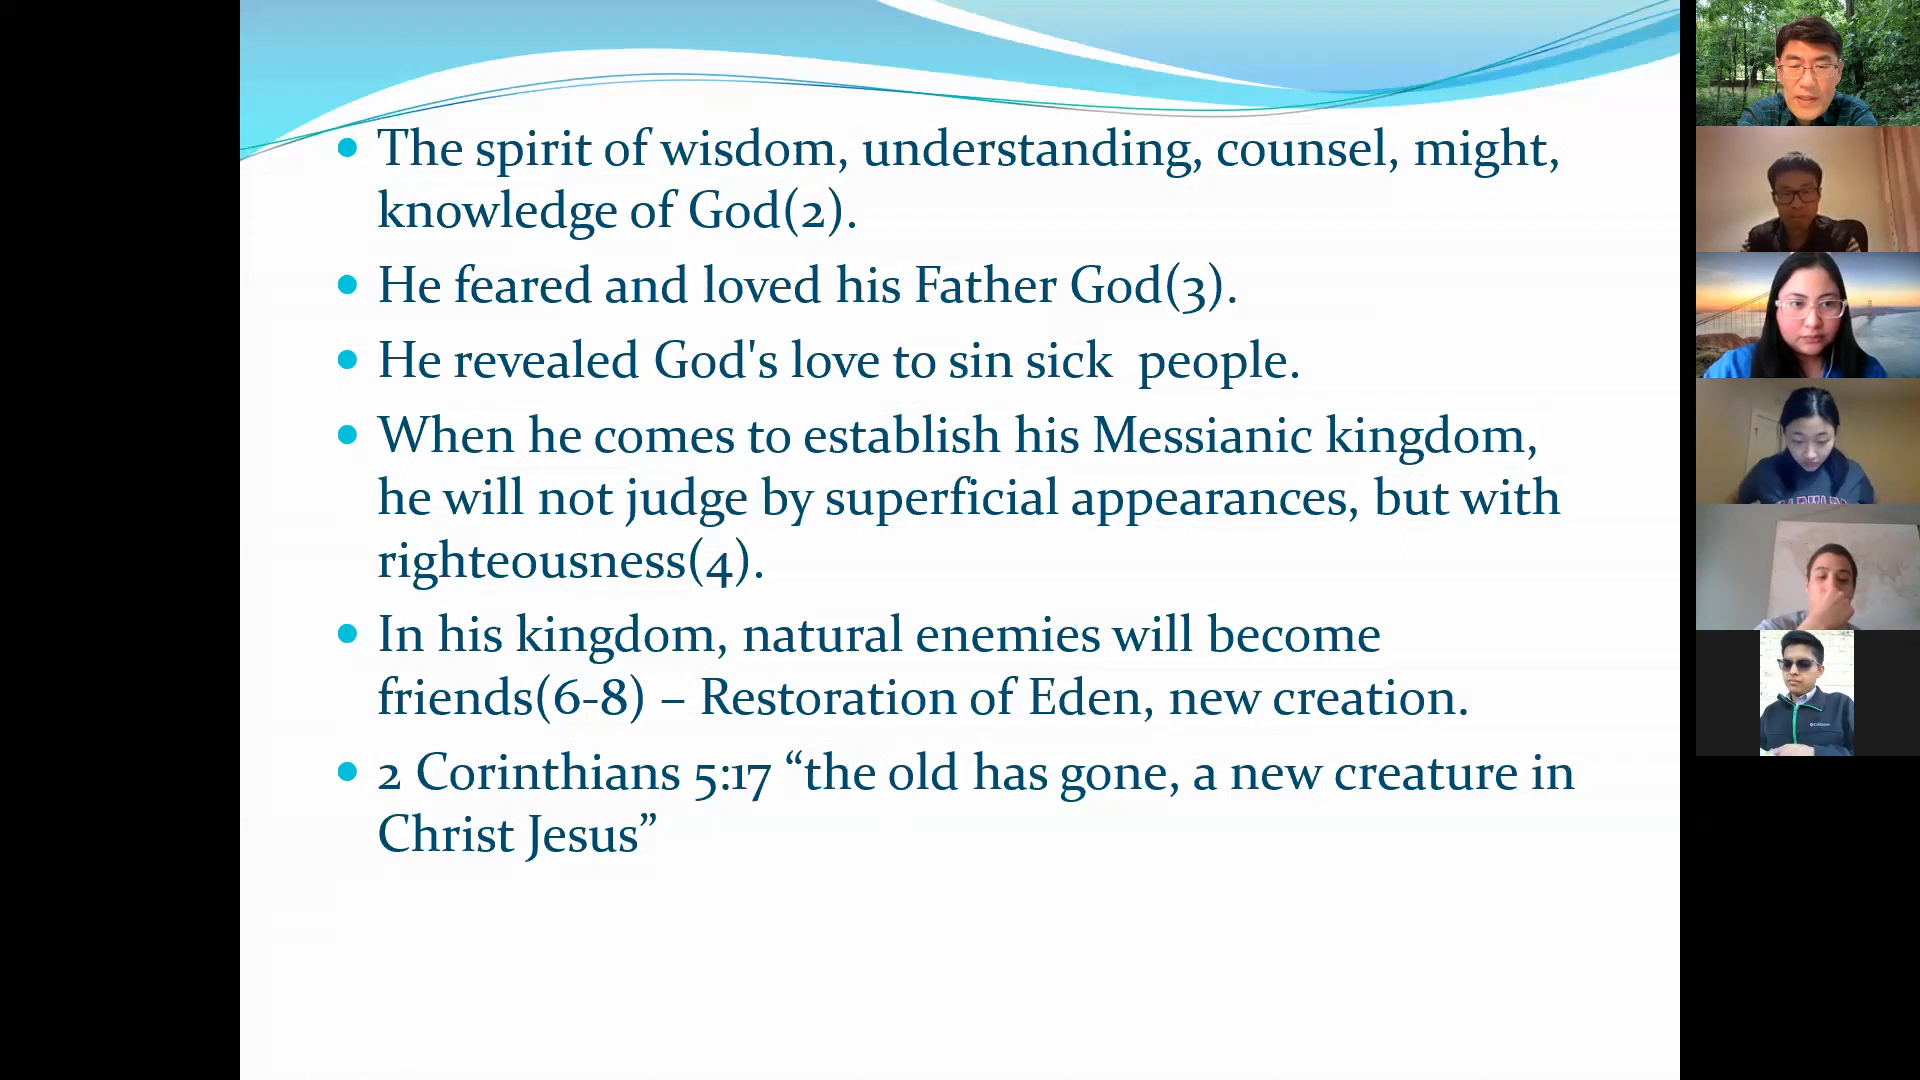 The spirit of wisdom, understanding, counsel, might,
knowledge of God(2).
He feared and loved his Father God(3).
He revealed God's love to sin sick  people.
When he comes to establish his Messianic kingdom,
he will not judge by superficial appearances, but with
righteousness(4).
In his kingdom, natural enemies will become
friends(6-8) – Restoration of Eden, new creation.
2 Corinthians 5:17 “the old has gone, a new creature in
Christ Jesus”